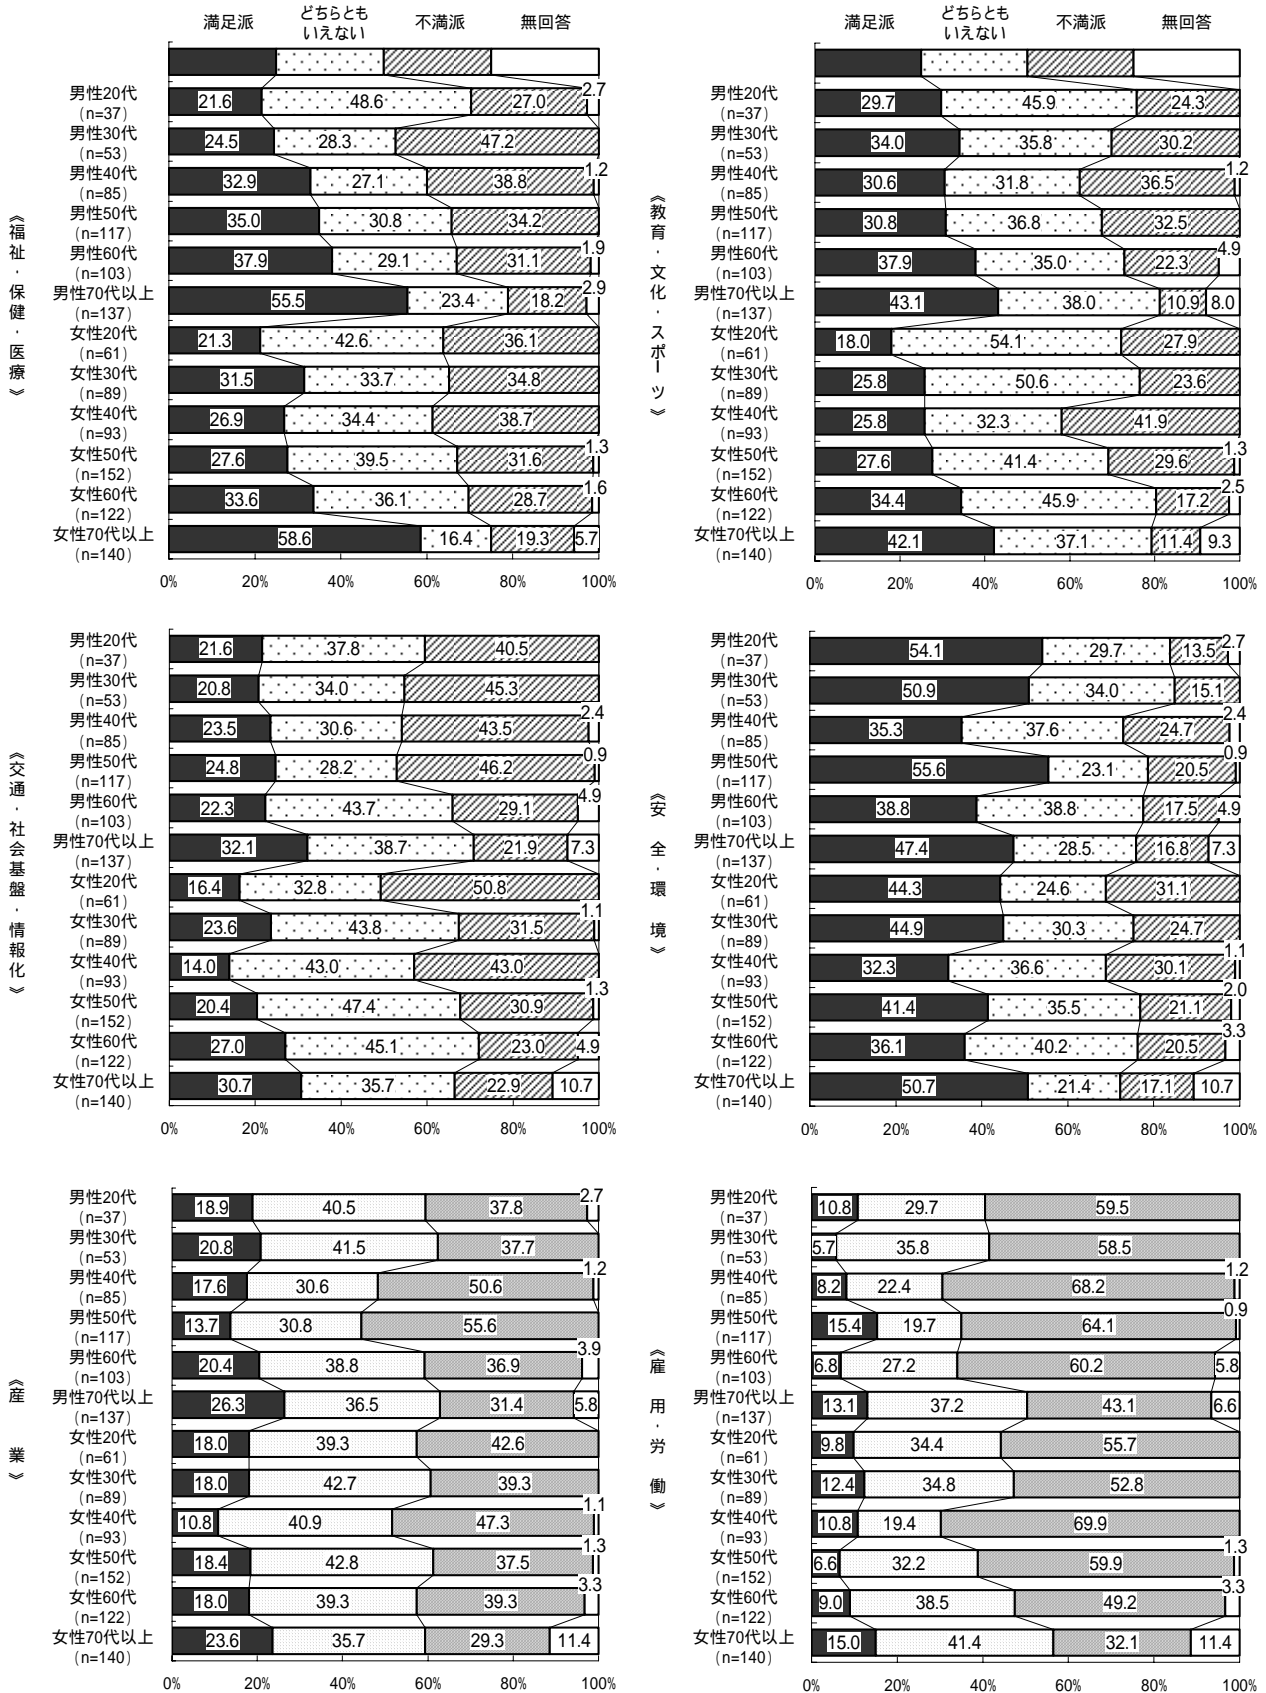 満足派 どちらともいえない 不満派 無回答
《福祉・保健・医療》
男性20代 (n=37) 21.6 48.6 27.0 2.7
男性30代 (n=53) 24.5 28.3 47.2
男性40代 (n=85) 32.9 27.1 38.8 1.2
男性50代 (n=117) 35.0 30.8 34.2
男性60代 (n=103) 37.9 29.1 31.1 1.9
男性70代以上 (n=137) 55.5 23.4 18.2 2.9
女性20代 (n=61) 21.3 42.6 36.1
女性30代 (n=89) 31.5 33.7 34.8
女性40代 (n=93) 26.9 34.4 38.7
女性50代 (n=152) 27.6 39.5 31.6 1.3
女性60代 (n=122) 33.6 36.1 28.7 1.6
女性70代以上 (n=140) 58.6 16.4 19.3 5.7
0% 20% 40% 60% 80% 100%
満足派 どちらともいえない 不満派 無回答
《教育・文化・スポーツ》
男性20代 (n=37) 29.7 45.9 24.3
男性30代 (n=53) 34.0 35.8 30.2
男性40代 (n=85) 30.6 31.8 36.5 1.2
男性50代 (n=117) 30.8 36.8 32.5
男性60代 (n=103) 37.9 35.0 22.3 4.9
男性70代以上 (n=137) 43.1 38.0 10.9 8.0
女性20代 (n=61) 18.0 54.1 27.9
女性30代 (n=89) 25.8 50.6 23.6
女性40代 (n=93) 25.8 32.3 41.9
女性50代 (n=152) 27.6 41.4 29.6 1.3
女性60代 (n=122) 34.4 45.9 17.2 2.5
女性70代以上 (n=140) 42.1 37.1 11.4 9.3
0% 20% 40% 60% 80% 100%
《交通・社会基盤・情報化》
男性20代 (n=37) 21.6 37.8 40.5
男性30代 (n=53) 20.8 34.0 45.3
男性40代 (n=85) 23.5 30.6 43.5 2.4
男性50代 (n=117) 24.8 28.2 46.2 0.9
男性60代 (n=103) 22.3 43.7 29.1 4.9
男性70代以上 (n=137) 32.1 38.7 21.9 7.3
女性20代 (n=61) 16.4 32.8 50.8
女性30代 (n=89) 23.6 43.8 31.5 1.1
女性40代 (n=93) 14.0 43.0 43.0
女性50代 (n=152) 20.4 47.4 30.9 1.3
女性60代 (n=122) 27.0 45.1 23.0 4.9
女性70代以上 (n=140) 30.7 35.7 22.9 10.7
0% 20% 40% 60% 80% 100%
《安全・環境》
男性20代 (n=37) 54.1 29.7 13.5 2.7
男性30代 (n=53) 50.9 34.0 15.1
男性40代 (n=85) 35.3 37.6 24.7 2.4
男性50代 (n=117) 55.6 23.1 20.5 0.9
男性60代 (n=103) 38.8 38.8 17.5 4.9
男性70代以上 (n=137) 47.4 28.5 16.8 7.3
女性20代 (n=61) 44.3 24.6 31.1
女性30代 (n=89) 44.9 30.3 24.7
女性40代 (n=93) 32.3 36.6 30.1 1.1
女性50代 (n=152) 41.4 35.5 21.1 2.0
女性60代 (n=122) 36.1 40.2 20.5 3.3
女性70代以上 (n=140) 50.7 21.4 17.1 10.7
0% 20% 40% 60% 80% 100%
《産業》
男性20代 (n=37) 18.9 40.5 37.8 2.7
男性30代 (n=53) 20.8 41.5 37.7
男性40代 (n=85) 17.6 30.6 50.6 1.2
男性50代 (n=117) 13.7 30.8 55.6
男性60代 (n=103) 20.4 38.8 36.9 3.9
男性70代以上 (n=137) 26.3 36.5 31.4 5.8
女性20代 (n=61) 18.0 39.3 42.6
女性30代 (n=89) 18.0 42.7 39.3
女性40代 (n=93) 10.8 40.9 47.3 1.1
女性50代 (n=152) 18.4 42.8 37.5 1.3
女性60代 (n=122) 18.0 39.3 39.3 3.3
女性70代以上 (n=140) 23.6 35.7 29.3 11.4
0% 20% 40% 60% 80% 100%
《雇用・労働》
男性20代 (n=37) 10.8 29.7 59.5
男性30代 (n=53) 5.7 35.8 58.5
男性40代 (n=85) 8.2 22.4 68.2 1.2
男性50代 (n=117) 15.4 19.7 64.1 0.9
男性60代 (n=103) 6.8 27.2 60.2 5.8
男性70代以上 (n=137) 13.1 37.2 43.1 6.6
女性20代 (n=61) 9.8 34.4 55.7
女性30代 (n=89) 12.4 34.8 52.8
女性40代 (n=93) 10.8 19.4 69.9
女性50代 (n=152) 6.6 32.2 59.9 1.3
女性60代 (n=122) 9.0 38.5 49.2 3.3
女性70代以上 (n=140) 15.0 41.4 32.1 11.4
0% 20% 40% 60% 80% 100%